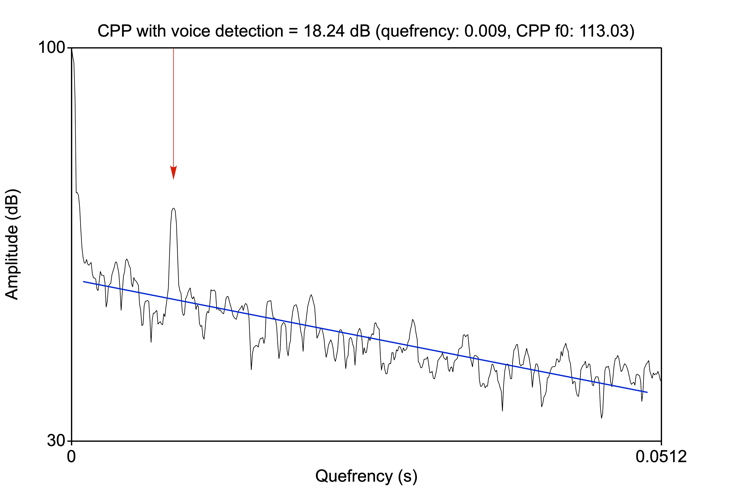 CPP with voice detection = 18.24 dB (quefrency: 0.009, CPP f0: 113.03)
100
Amplitude (dB)
30
0
0.0512
Quefrency (s)